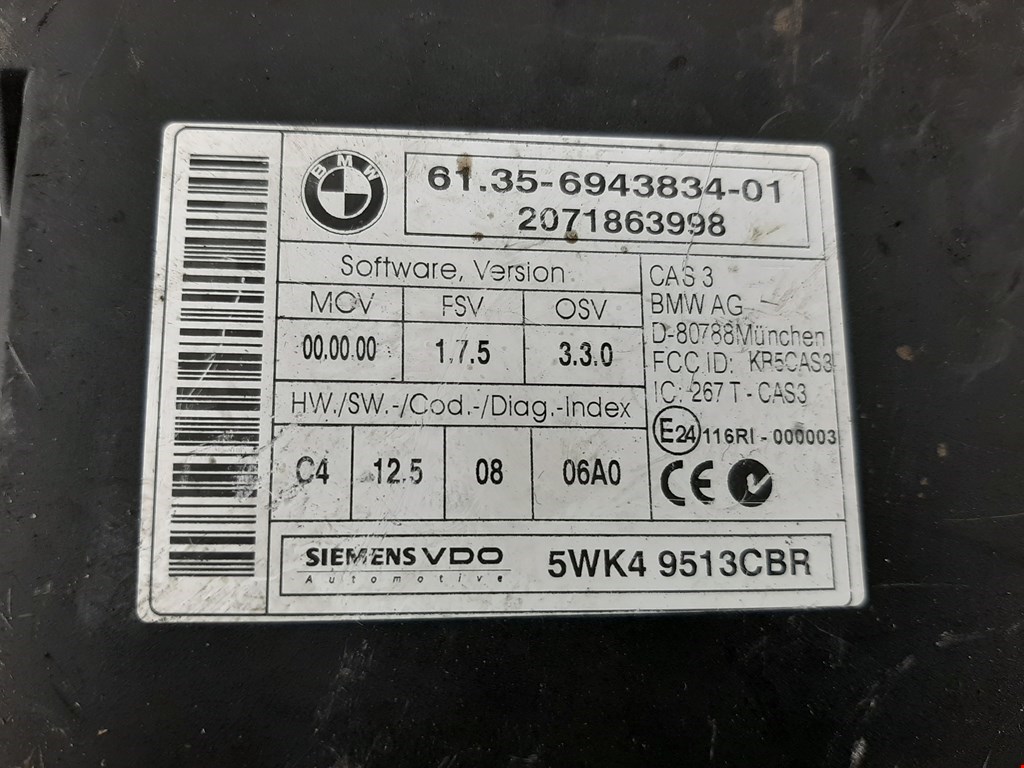 BMW
61.35-6943834-01
2071863998
Software, Version
MCV FSV OSV
00.00.00 1.7.5 3.3.0
HW./SW.-/Cod.-/Diag.-Index
C4 12.5 08 06A0
CAS 3
BMW AG
D-80788 München
FCC ID: KR5CAS3
IC: 267 T - CAS3
E24 116RI - 000003
CE
SIEMENS VDO
Automotive
5WK4 9513CBR